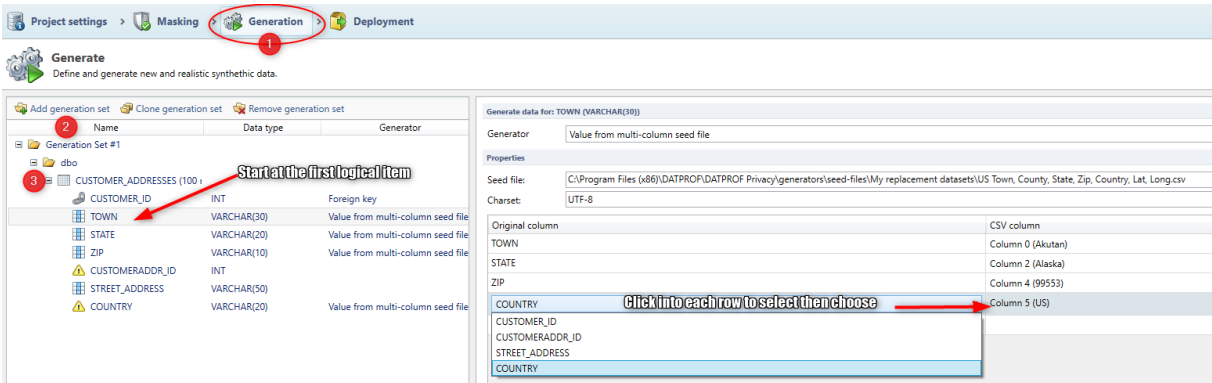 Project settings > Masking > Generation > Deployment
1
Generate
Define and generate new and realistic synthethic data.
Add generation set Clone generation set Remove generation set
2
Name Data type Generator
Generation Set #1
dbo
3 CUSTOMER_ADDRESSES (100 r
CUSTOMER_ID INT Foreign key
TOWN VARCHAR(30) Value from multi-column seed file
STATE VARCHAR(20) Value from multi-column seed file
ZIP VARCHAR(10) Value from multi-column seed file
CUSTOMERADDR_ID INT
STREET_ADDRESS VARCHAR(50)
COUNTRY VARCHAR(20) Value from multi-column seed file
Start at the first logical item
Generate data for: TOWN (VARCHAR(30))
Generator Value from multi-column seed file
Properties
Seed file: C:\Program Files (x86)\DATPROF\DATPROF Privacy\generators\seed-files\My replacement datasets\US Town, County, State, Zip, Country, Lat, Long.csv
Charset: UTF-8
Original column CSV column
TOWN Column 0 (Akutan)
STATE Column 2 (Alaska)
ZIP Column 4 (99553)
COUNTRY Click into each row to select then choose Column 5 (US)
CUSTOMER_ID
CUSTOMERADDR_ID
STREET_ADDRESS
COUNTRY